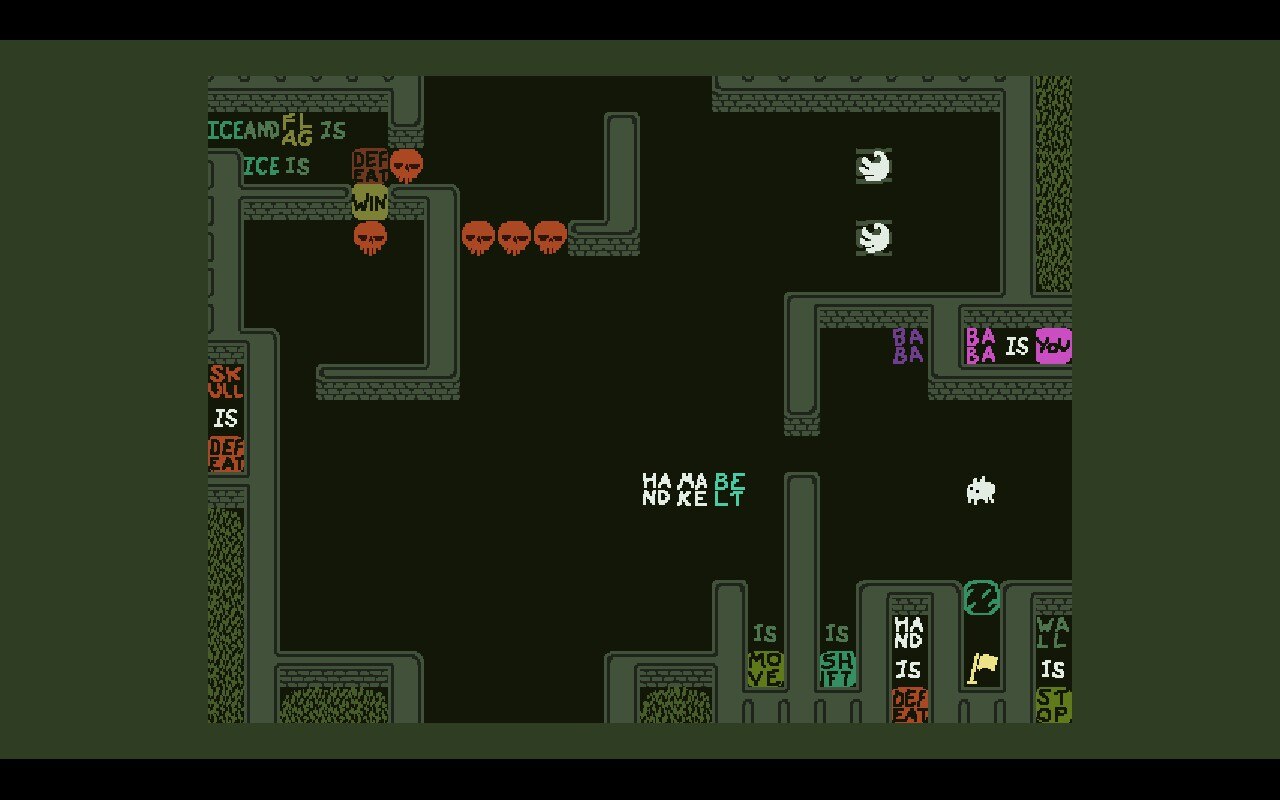 ICE AND FLAG IS
ICE IS DEFEAT
WIN
BABA BABA IS YOU
SKULL
IS
DEFEAT
HAND MAKE BELT
IS IS HAND WALL
MOVE SHIFT IS IS
DEFEAT STOP